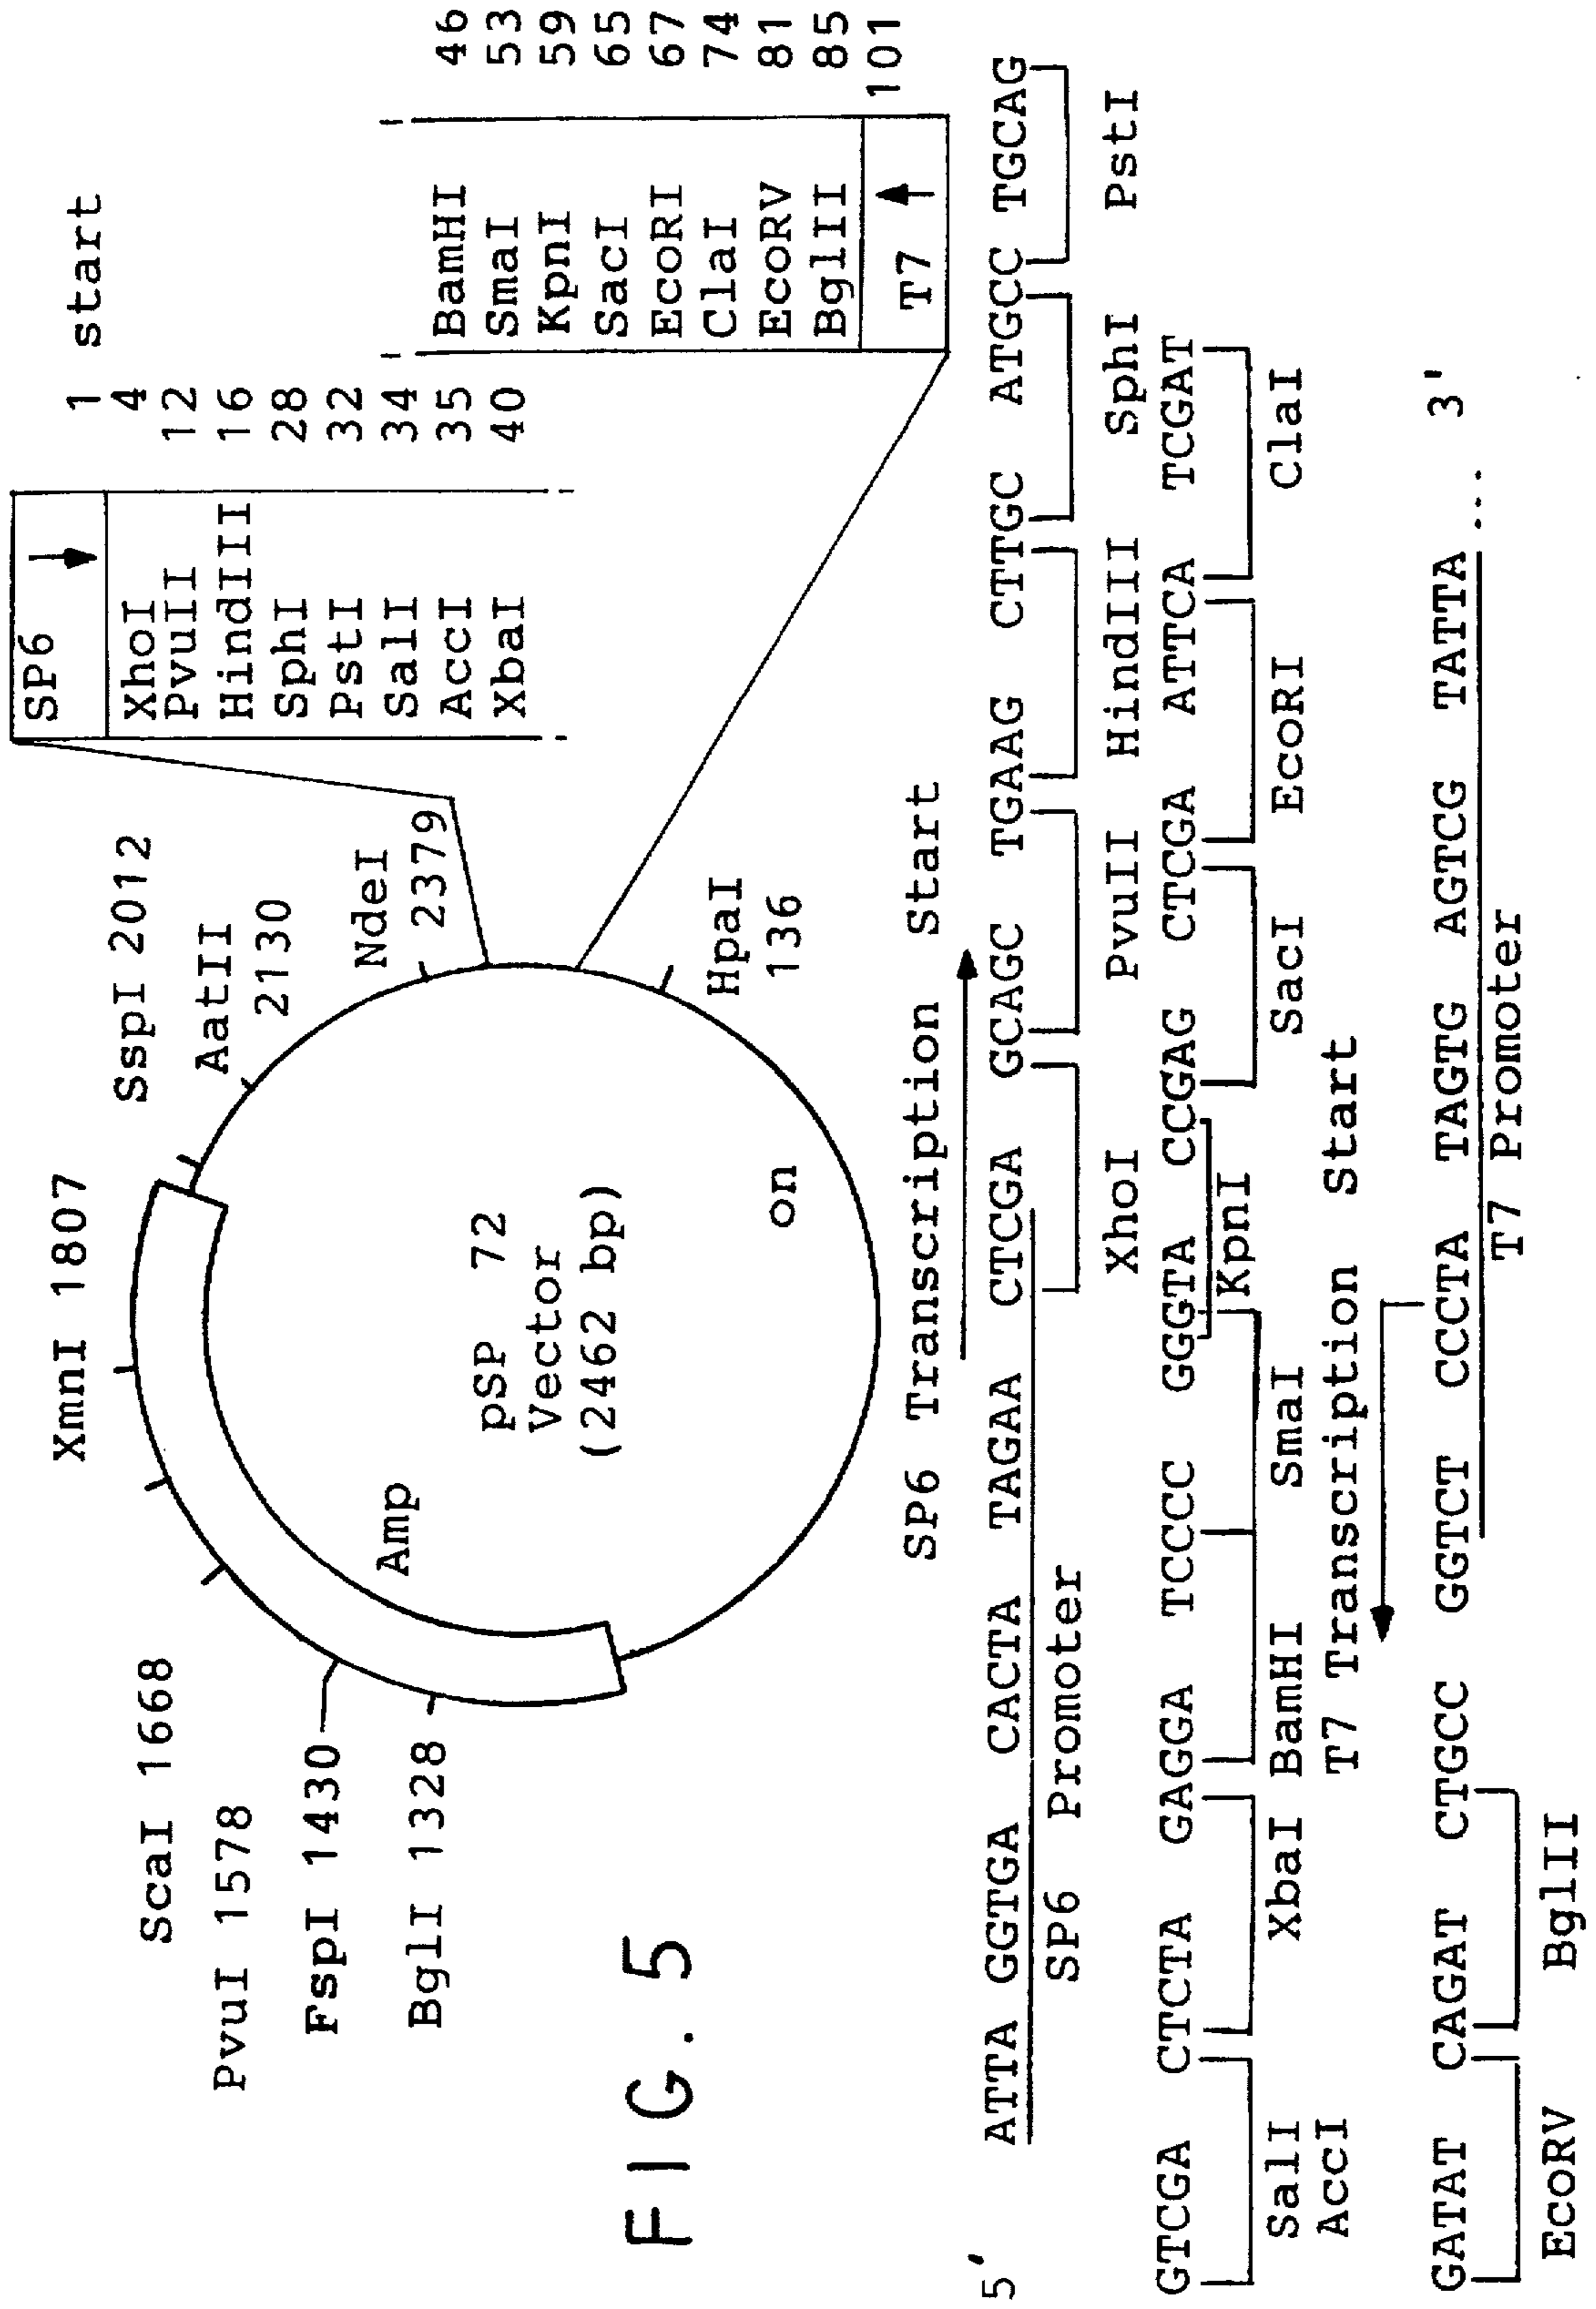 SspI 2012
AatII
2130
NdeI
2379
XmnI 1807
ScaI 1668
PvuI 1578
FspI 1430
BglI 1328
Amp
pSP 72
Vector
(2462 bp)
on
HpaI
136
SP6 ↓
1 start
XhoI 4
PvuII 12
HindIII 16
SphI 28
PstI 32
SalI 34
AccI 35
XbaI 40
BamHI 46
SmaI 53
KpnI 59
SacI 65
EcoRI 67
ClaI 74
EcoRV 81
BglII 85
T7 ↑ 101
FIG. 5
SP6 Transcription Start
5' ATTA GGTGA CACTA TAGAA CTCGA GCAGC TGAAG CTTGC ATGCC TGCAG
SP6 Promoter XhoI PvuII HindIII SphI PstI
GTCGA CTCTA GAGGA TCCCC GGGTA CCGAG CTCGA ATTCA TCGAT
KpnI
SalI XbaI BamHI SmaI SacI EcoRI ClaI
AccI
T7 Transcription Start
GATAT CAGAT CTGCC GGTCT CCCTA TAGTG AGTCG TATTA ... 3'
T7 Promoter
EcoRV BglII